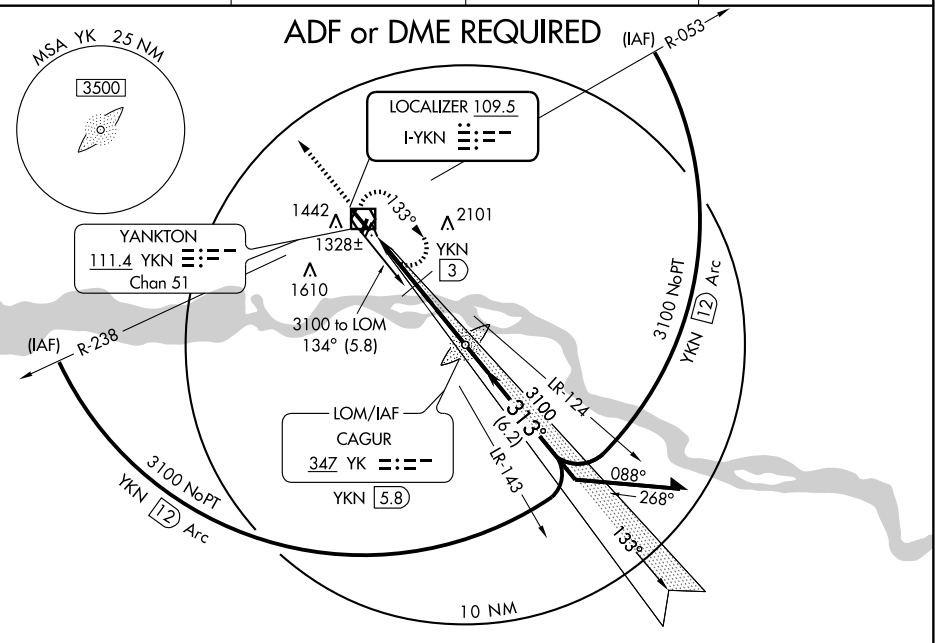 ADF or DME REQUIRED
MSA YK 25 NM
3500
(IAF) R-053
LOCALIZER 109.5
I-YKN
1442
133°
2101
1328±
YKN
3
YANKTON
111.4 YKN
Chan 51
1610
3100 to LOM
134° (5.8)
(IAF) R-238
3100 NoPT
YKN 12 Arc
LOM/IAF
CAGUR
347 YK
YKN 5.8
3100
313°
(6.2)
LR-124
LR-143
088°
268°
133°
3100 NoPT
YKN 12 Arc
10 NM